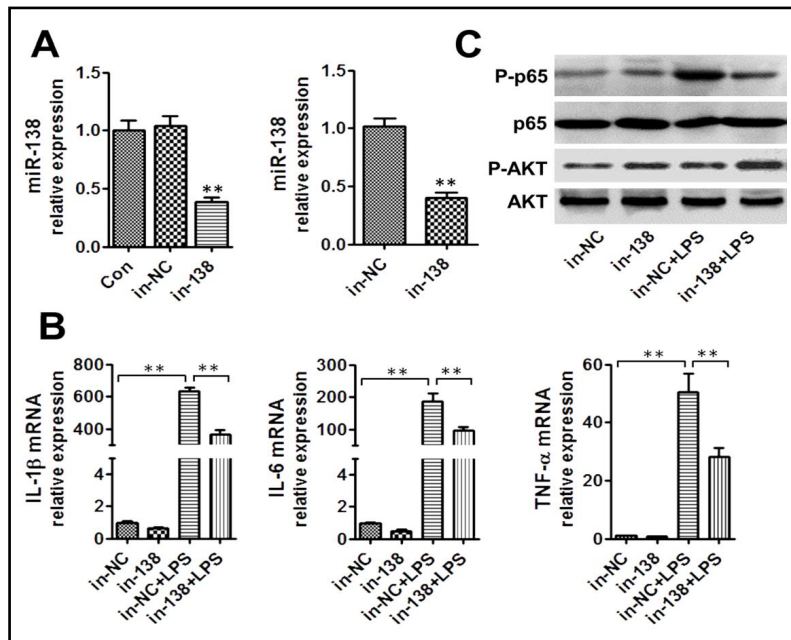 A
miR-138
relative expression
1.5
1.0
0.5
0.0
**
Con
in-NC
in-138
miR-138
relative expression
1.5
1.0
0.5
0.0
**
in-NC
in-138
C
P-p65
p65
P-AKT
AKT
in-NC
in-138
in-NC+LPS
in-138+LPS
B
IL-1β mRNA
relative expression
800
600
400
4
2
0
** **
in-NC
in-138
in-NC+LPS
in-138+LPS
IL-6 mRNA
relative expression
300
200
100
4
2
0
** **
in-NC
in-138
in-NC+LPS
in-138+LPS
TNF-α mRNA
relative expression
60
40
20
0
** **
in-NC
in-138
in-NC+LPS
in-138+LPS